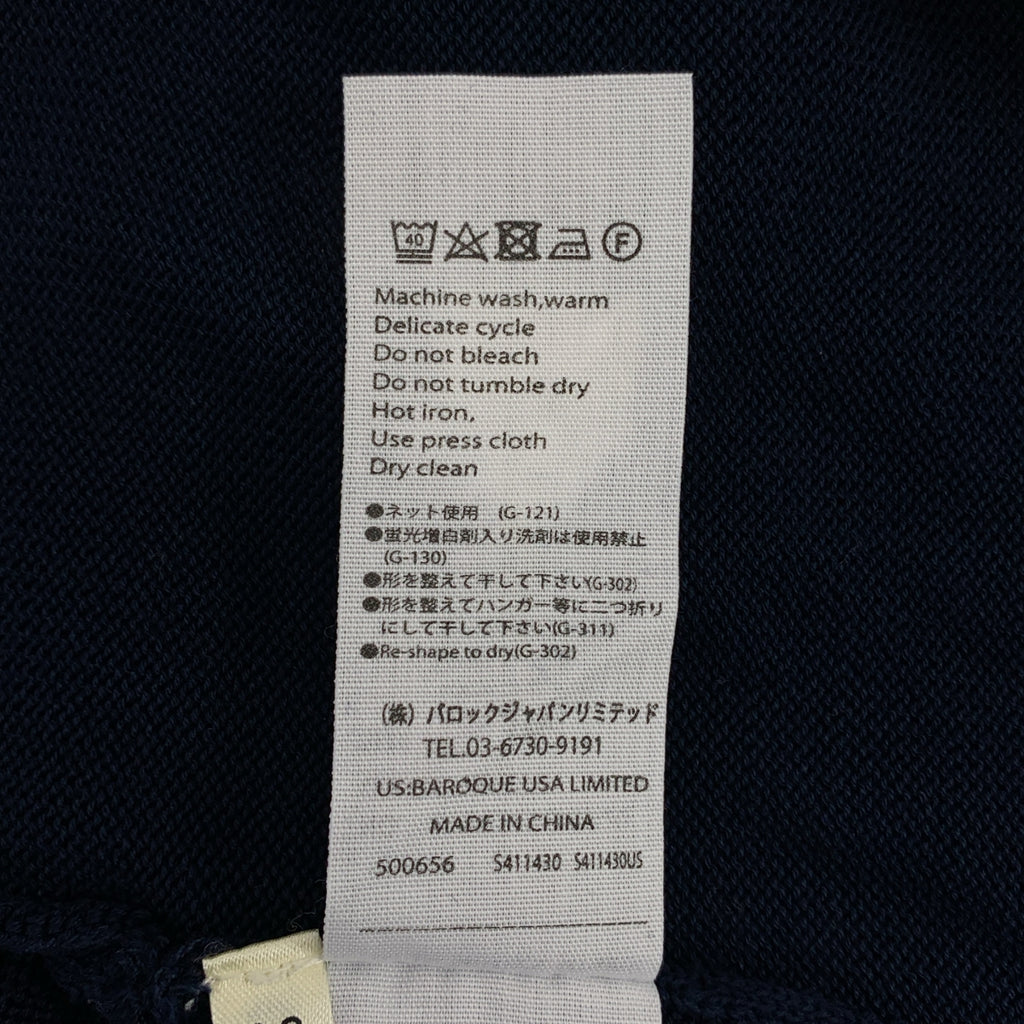 40 F
Machine wash,warm
Delicate cycle
Do not bleach
Do not tumble dry
Hot iron,
Use press cloth
Dry clean
●ネット使用 (G-121)
●蛍光増白剤入り洗剤は使用禁止
(G-130)
●形を整えて干して下さい(G-302)
●形を整えてハンガー等に二つ折り
にして干して下さい(G-311)
●Re-shape to dry(G-302)
(株) バロックジャパンリミテッド
TEL.03-6730-9191
US:BAROQUE USA LIMITED
MADE IN CHINA
500656 S411430 S411430US